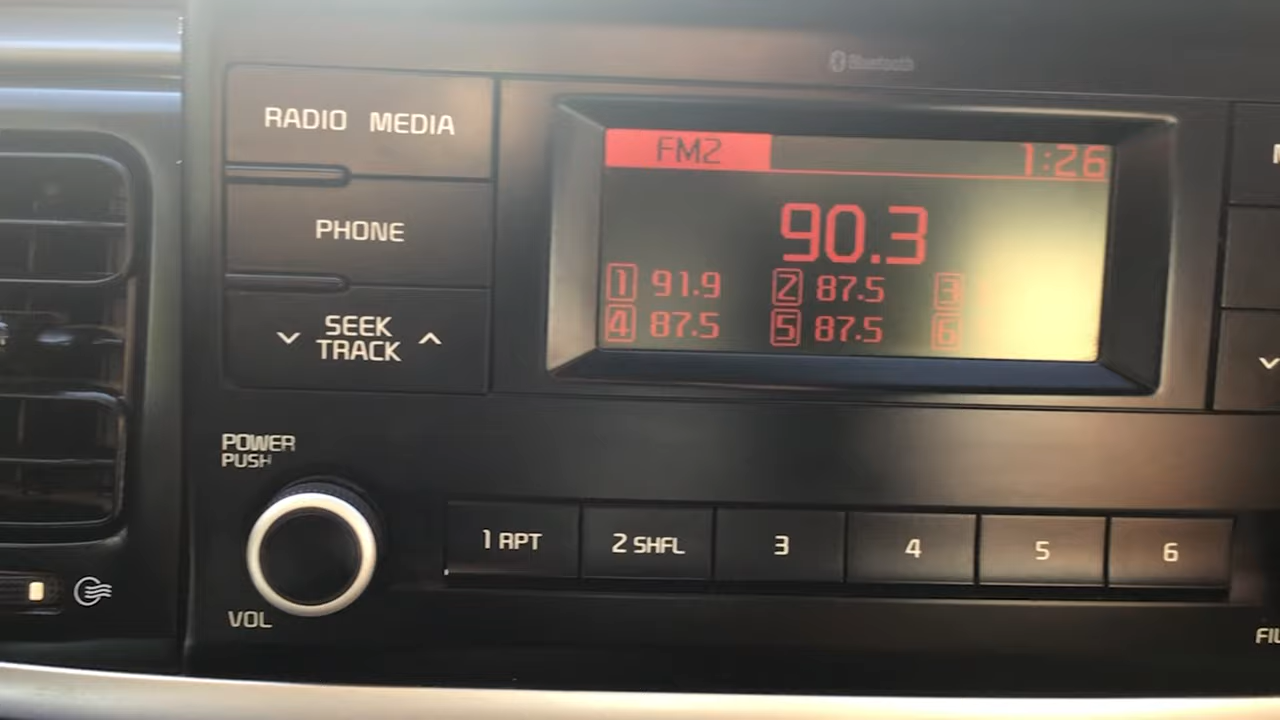 Bluetooth
RADIO MEDIA
FM2 1:26
PHONE
90.3
1 91.9 2 87.5 3
4 87.5 5 87.5 6
SEEK
TRACK
POWER
PUSH
1 RPT 2 SHFL 3 4 5 6
VOL